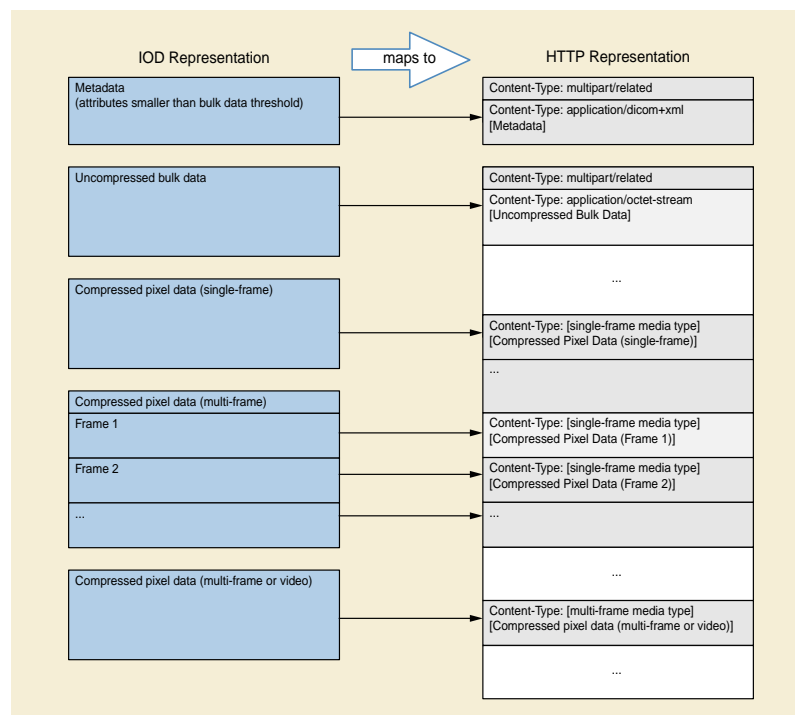 IOD Representation
maps to
HTTP Representation
Metadata
(attributes smaller than bulk data threshold)
Content-Type: multipart/related
Content-Type: application/dicom+xml
[Metadata]
Uncompressed bulk data
Content-Type: multipart/related
Content-Type: application/octet-stream
[Uncompressed Bulk Data]
...
Compressed pixel data (single-frame)
Content-Type: [single-frame media type]
[Compressed Pixel Data (single-frame)]
...
Compressed pixel data (multi-frame)
Frame 1
Content-Type: [single-frame media type]
[Compressed Pixel Data (Frame 1)]
Frame 2
Content-Type: [single-frame media type]
[Compressed Pixel Data (Frame 2)]
...
...
...
Compressed pixel data (multi-frame or video)
Content-Type: [multi-frame media type]
[Compressed pixel data (multi-frame or video)]
...